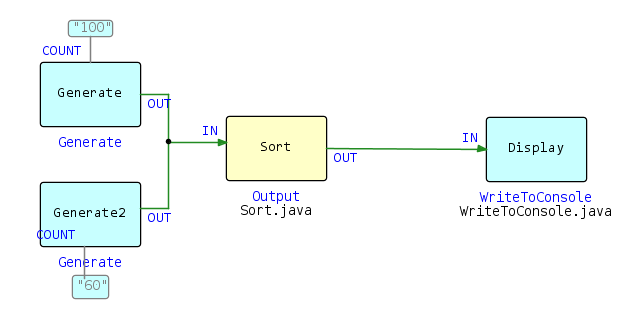 "100"
COUNT
Generate
OUT
Generate
IN
Sort
OUT
Output
Sort.java
IN
Display
WriteToConsole
WriteToConsole.java
Generate2
OUT
COUNT
Generate
"60"